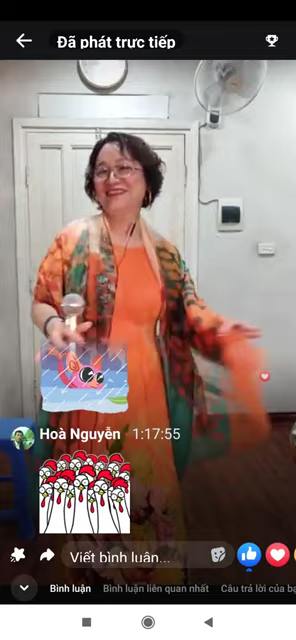 Đã phát trực tiếp
Hoà Nguyễn 1:17:55
Viết bình luận...
Bình luận Bình luận liên quan nhất Câu trả lời của bạ